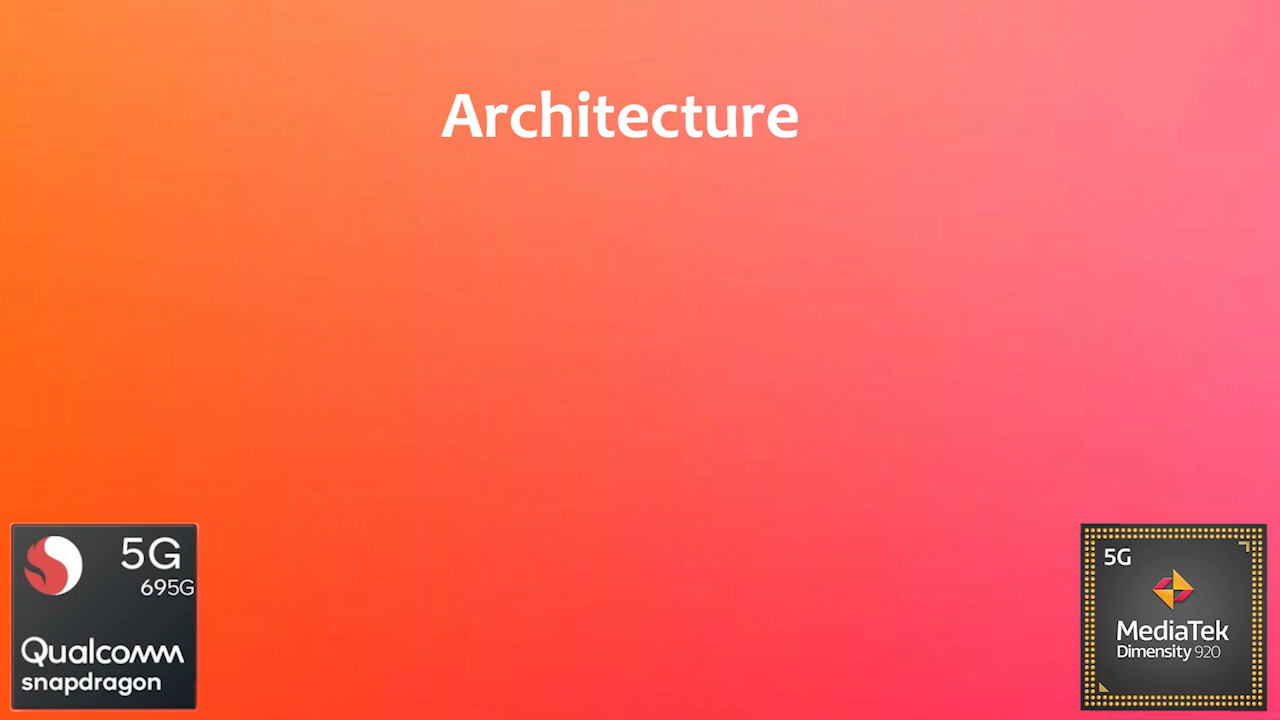 Architecture
5G
695G
Qualcomm
snapdragon
5G
MediaTek
Dimensity 920